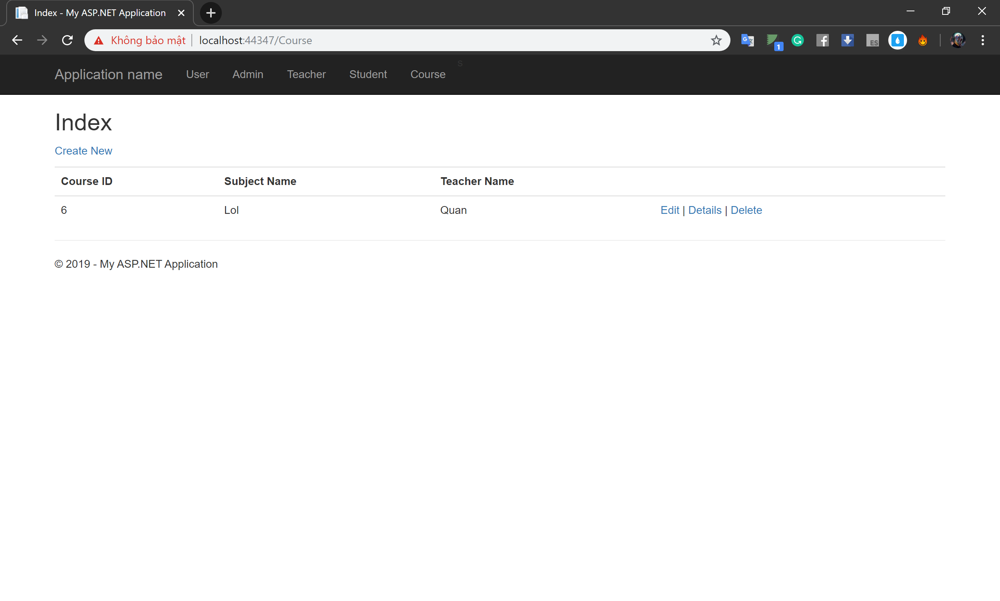 Index - My ASP.NET Application
Không bảo mật localhost:44347/Course
1
ES
Application name User Admin Teacher Student Course s
Index
Create New
Course ID Subject Name Teacher Name
6 Lol Quan Edit | Details | Delete
© 2019 - My ASP.NET Application